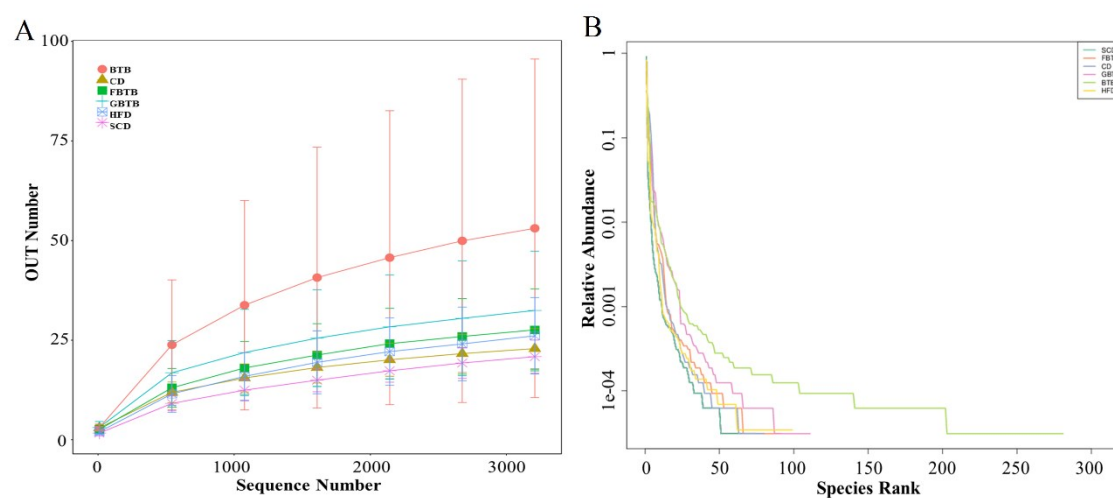 A
100
75
50
25
0
OUT Number
BTB
CD
FBTB
GBTB
HFD
SCD
0
1000
2000
3000
Sequence Number
B
1
0.1
0.01
0.001
1e-04
Relative Abundance
CD
HFD
0
50
100
150
200
250
300
Species Rank